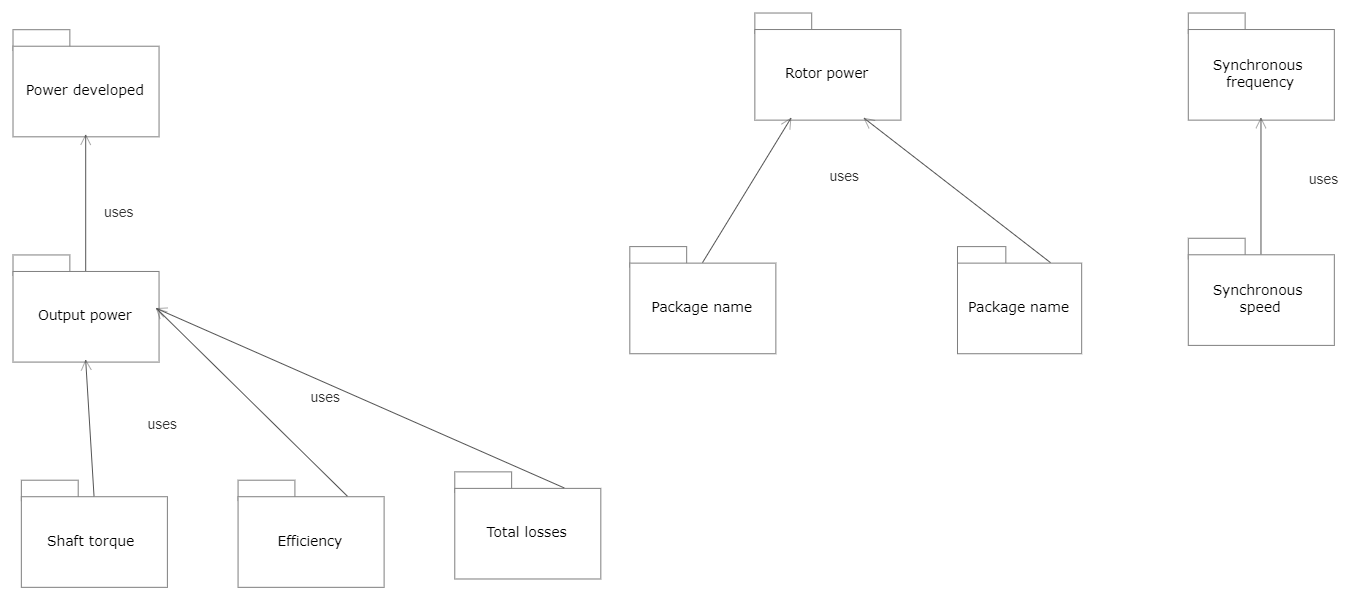 Power developed
uses
Output power
uses
uses
Shaft torque
Efficiency
Total losses
Rotor power
uses
Package name
Package name
Synchronous
frequency
uses
Synchronous
speed